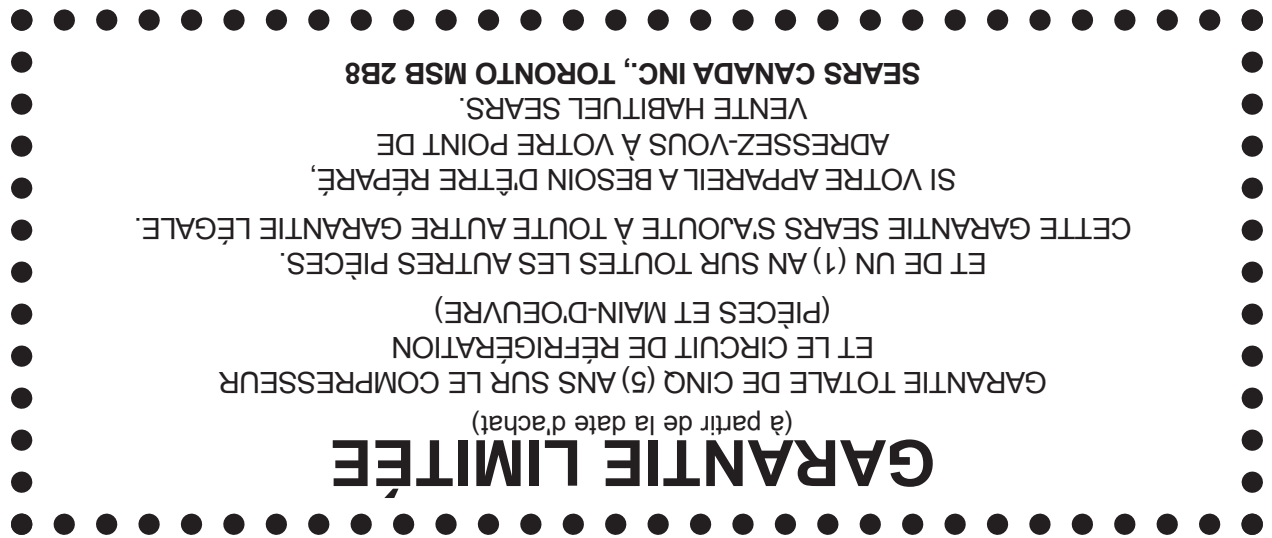 GARANTIE LIMITÉE
(à partir de la date d'achat)
GARANTIE TOTALE DE CINQ (5) ANS SUR LE COMPRESSEUR
ET LE CIRCUIT DE RÉFRIGÉRATION
(PIÈCES ET MAIN-D'OEUVRE)
ET DE UN (1) AN SUR TOUTES LES AUTRES PIÈCES.
CETTE GARANTIE SEARS S'AJOUTE À TOUTE AUTRE GARANTIE LÉGALE.
SI VOTRE APPAREIL A BESOIN D'ÊTRE RÉPARÉ,
ADRESSEZ-VOUS À VOTRE POINT DE
VENTE HABITUEL SEARS.
SEARS CANADA INC., TORONTO MSB 2B8